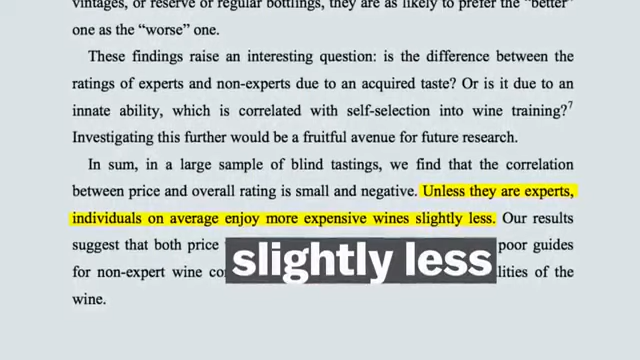 vintages, or reserve or regular bottlings, they are as likely to prefer the “better”
one as the “worse” one.
These findings raise an interesting question: is the difference between the
ratings of experts and non-experts due to an acquired taste? Or is it due to an
innate ability, which is correlated with self-selection into wine training?7
Investigating this further would be a fruitful avenue for future research.
In sum, in a large sample of blind tastings, we find that the correlation
between price and overall rating is small and negative. Unless they are experts,
individuals on average enjoy more expensive wines slightly less. Our results
suggest that both price poor guides
for non-expert wine of the
wine.
slightly less